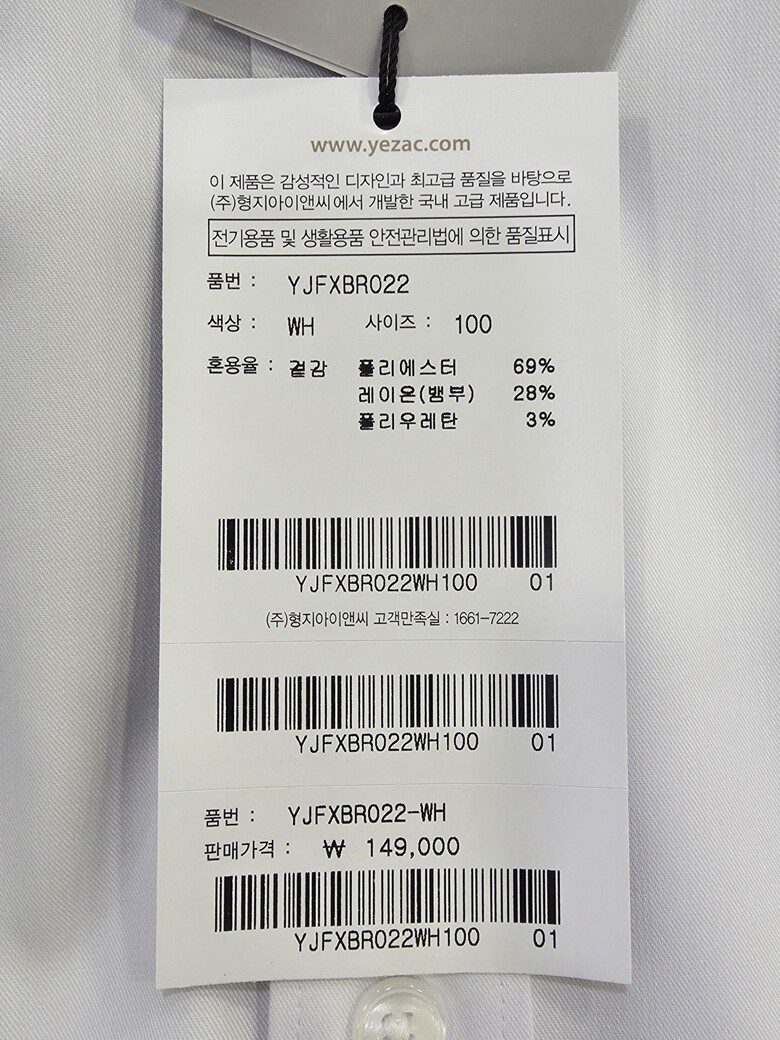 www.yezac.com
이 제품은 감성적인 디자인과 최고급 품질을 바탕으로
(주)형지아이앤씨에서 개발한 국내 고급 제품입니다.
전기용품 및 생활용품 안전관리법에 의한 품질표시
품번 : YJFXBR022
색상 : WH 사이즈 : 100
혼용율 : 겉감 폴리에스터 69%
레이온(뱀부) 28%
폴리우레탄 3%
YJFXBR022WH100 01
(주)형지아이앤씨 고객만족실 : 1661-7222
YJFXBR022WH100 01
품번 : YJFXBR022-WH
판매가격 : ₩ 149,000
YJFXBR022WH100 01